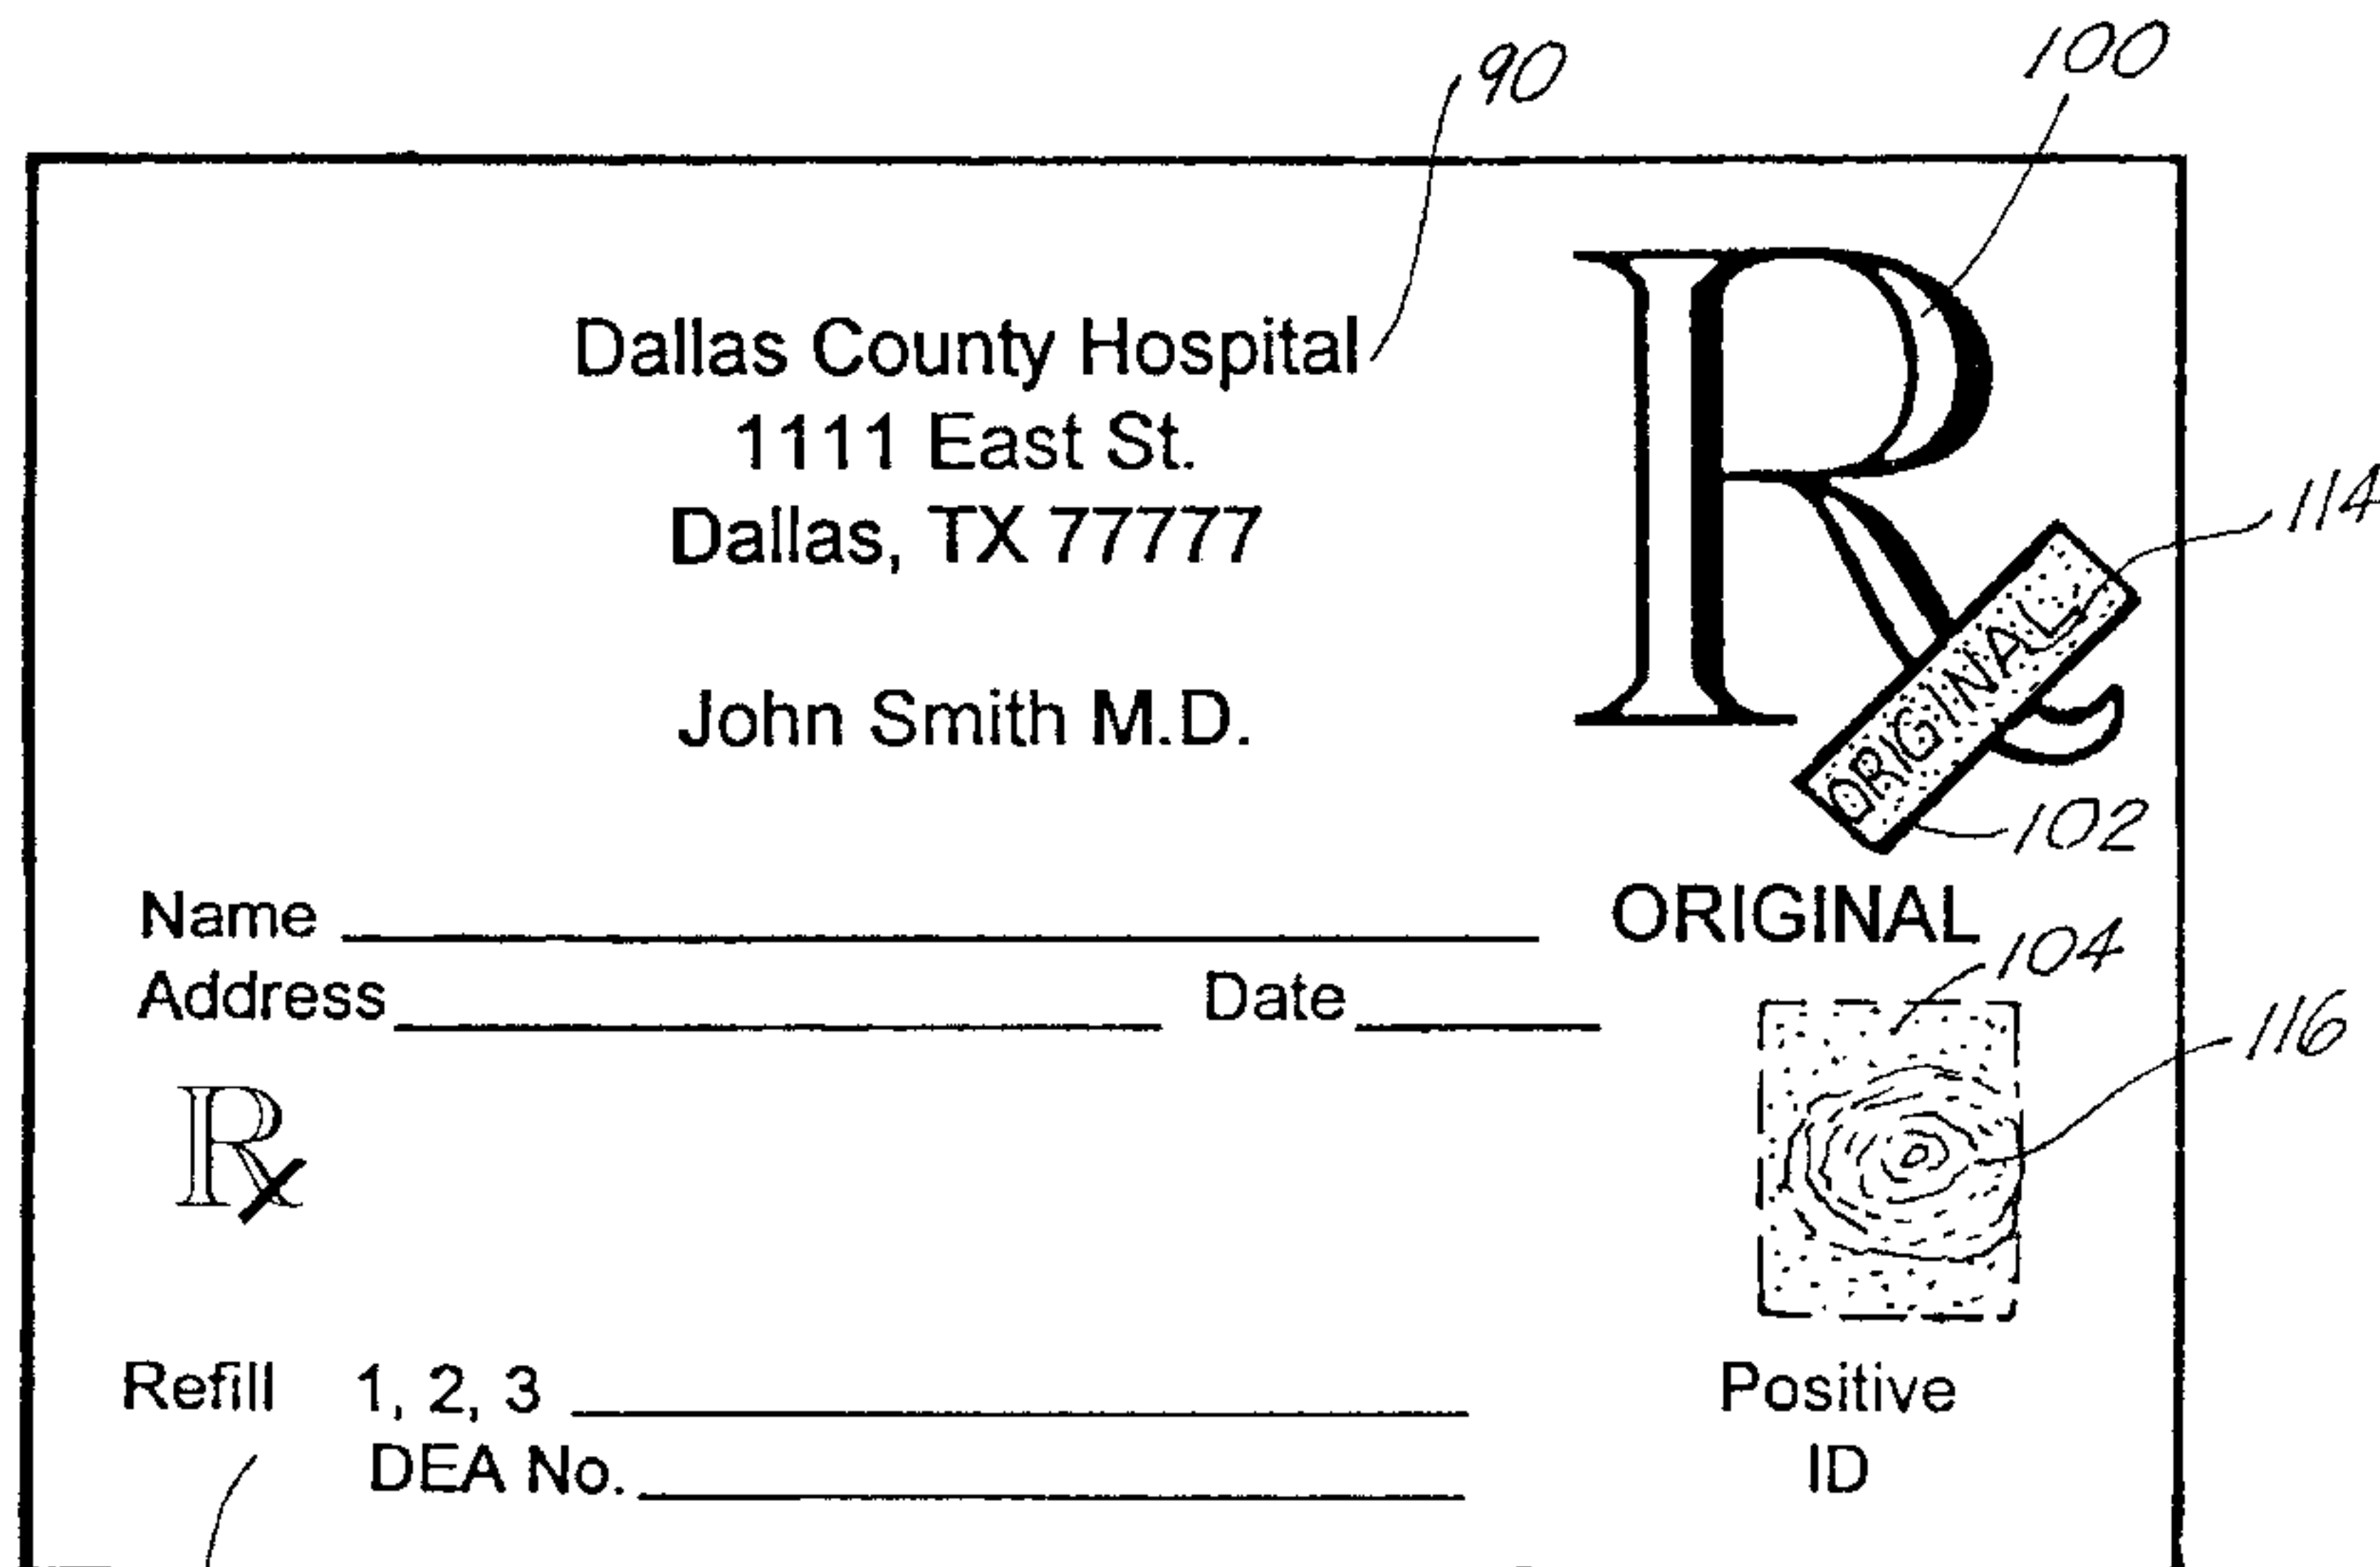 90
100
Dallas County Hospital
1111 East St.
Dallas, TX 77777
114
ORIGINAL
John Smith M.D.
102
Name ORIGINAL
104
Address Date
116
Rx
Refill 1, 2, 3
Positive
DEA No.
ID